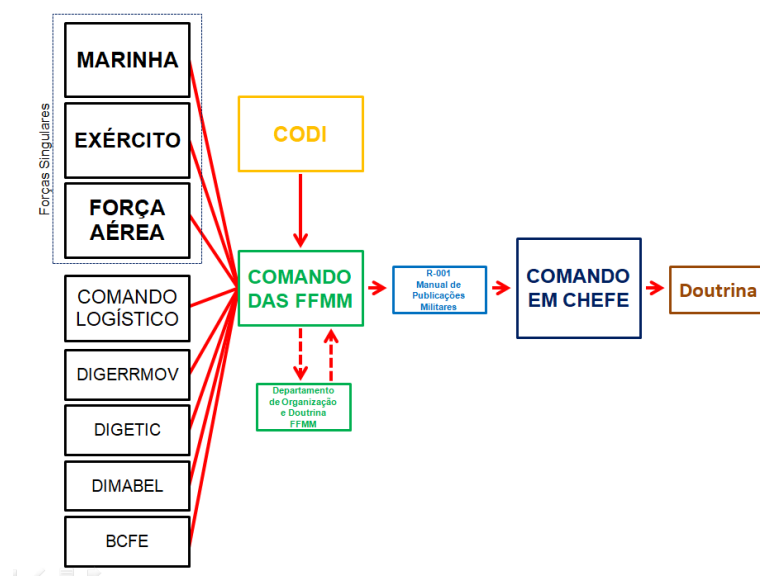 Forças Singulares
MARINHA
EXÉRCITO
FORÇA
AÉREA
COMANDO
LOGÍSTICO
DIGERRMOV
DIGETIC
DIMABEL
BCFE
CODI
COMANDO
DAS FFMM
Departamento
de Organização
e Doutrina
FFMM
R-001
Manual de
Publicações
Militares
COMANDO
EM CHEFE
Doutrina